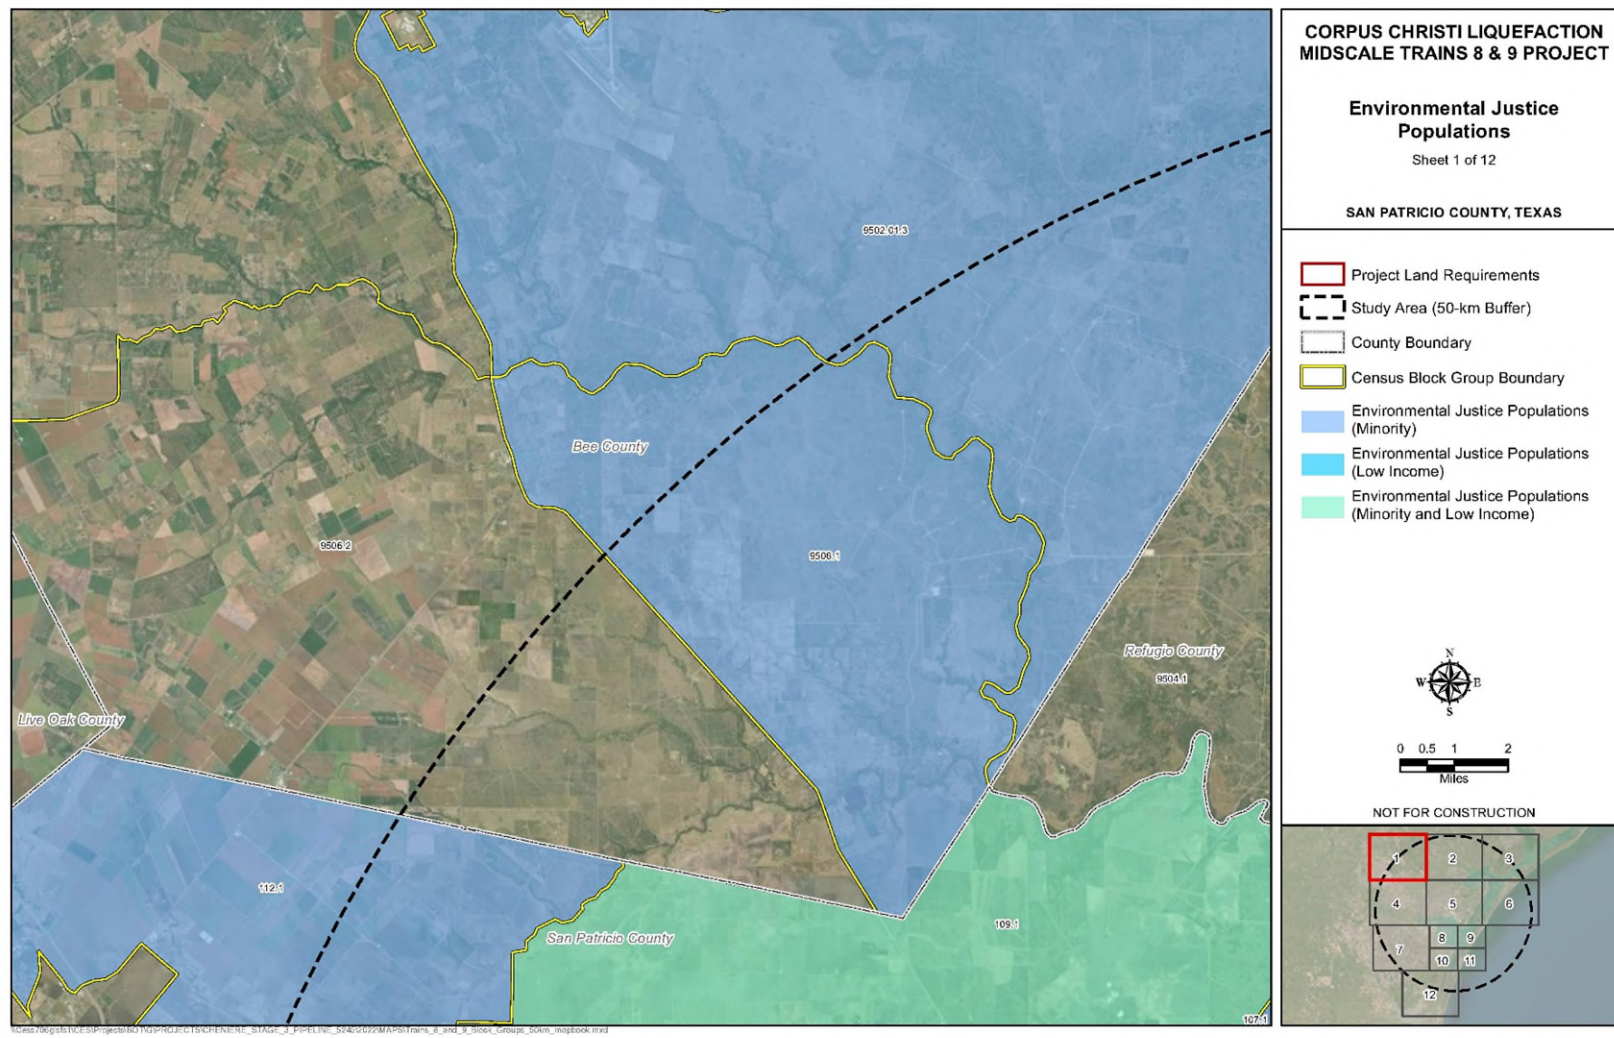 CORPUS CHRISTI LIQUEFACTION
MIDSCALE TRAINS 8 & 9 PROJECT
Environmental Justice
Populations
Sheet 1 of 12
SAN PATRICIO COUNTY, TEXAS
Project Land Requirements
Study Area (50-km Buffer)
County Boundary
Census Block Group Boundary
Environmental Justice Populations
(Minority)
Environmental Justice Populations
(Low Income)
Environmental Justice Populations
(Minority and Low Income)
N
W E
S
0 0.5 1 2
Miles
NOT FOR CONSTRUCTION
1 2 3
4 5 6
7 8 9
10 11
12
9502.01.3
Bee County
9506.2
9506.1
Refugio County
9504.1
Live Oak County
112.1
109.1
San Patricio County
107.1